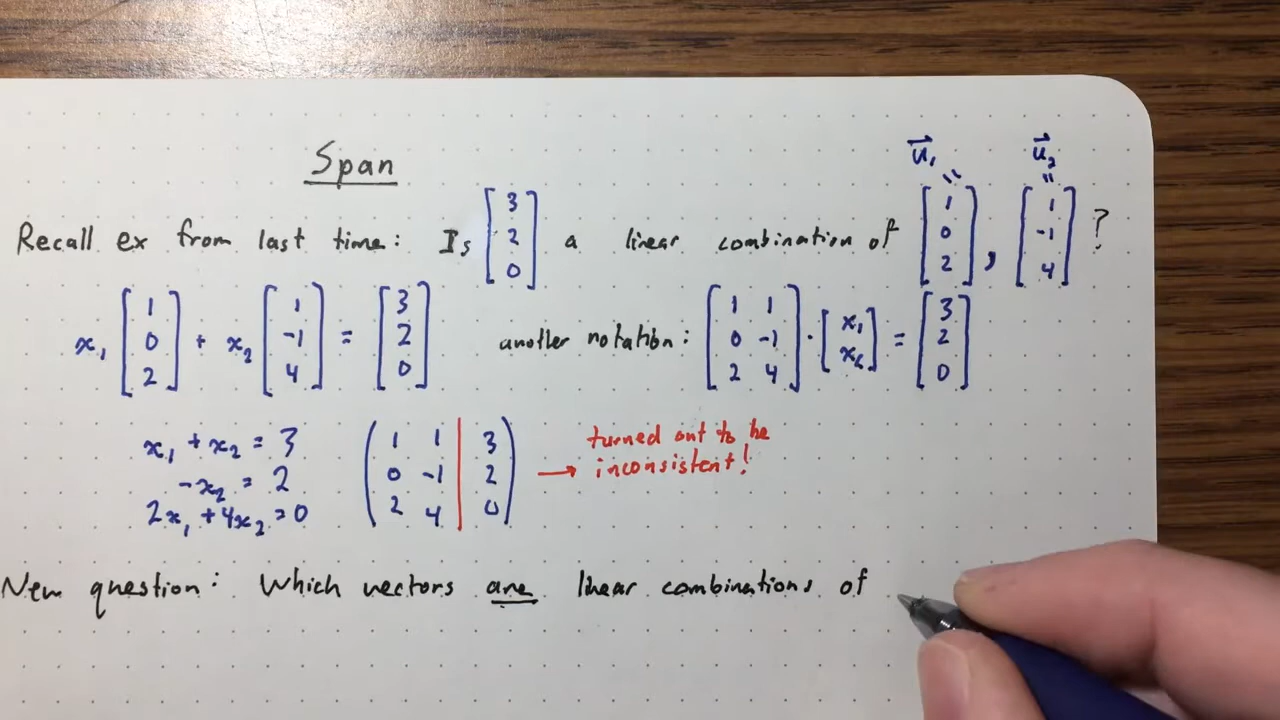 Span
u⃗₁ u⃗₂
" "
Recall ex from last time: Is [3 2 0] a linear combination of [1 0 2], [1 -1 4]?
x₁ [1 0 2] + x₂ [1 -1 4] = [3 2 0] another notation: [1 1; 0 -1; 2 4] · [x₁ x₂] = [3 2 0]
x₁ + x₂ = 3
-x₂ = 2
2x₁ + 4x₂ = 0
(1 1 | 3; 0 -1 | 2; 2 4 | 0) → turned out to be
inconsistent!
New question: Which vectors are linear combinations of